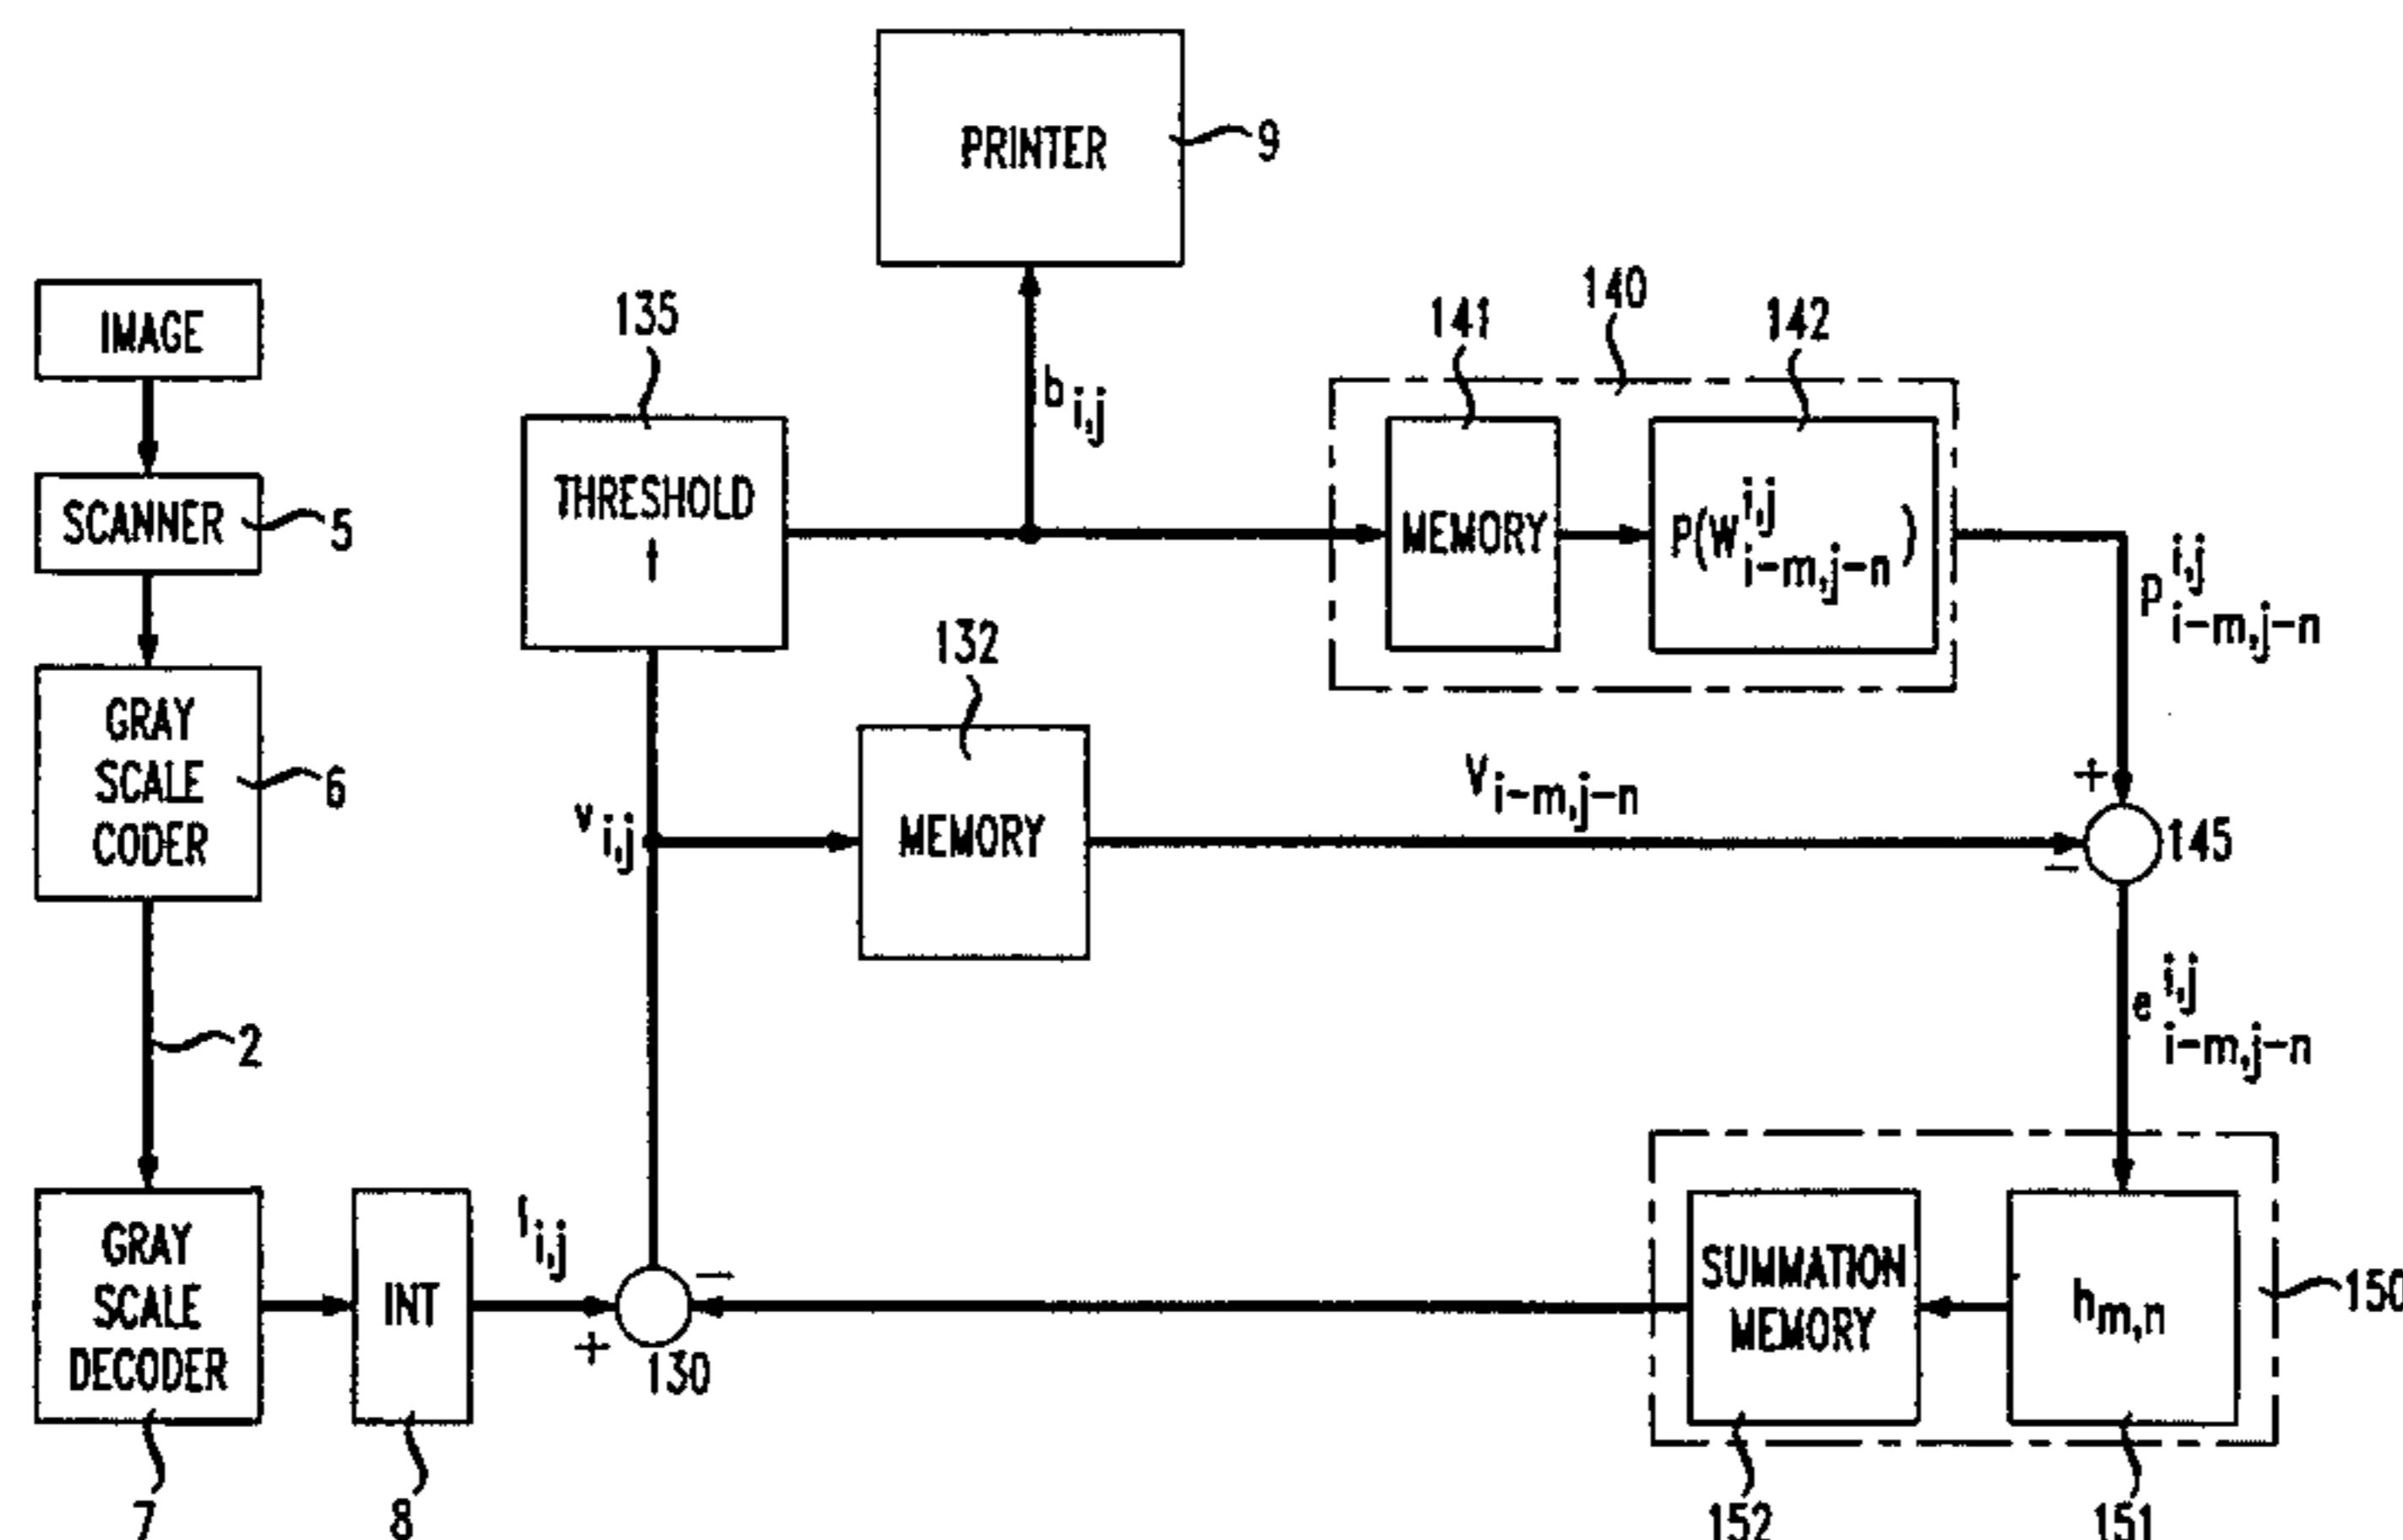 PRINTER
9
IMAGE
135
140
141
142
b i,j
SCANNER
5
THRESHOLD
t
MEMORY
P(W i,j i-m,j-n )
p i,j i-m,j-n
132
GRAY
SCALE
CODER
6
v i,j
MEMORY
v i-m,j-n
+
−
145
2
e i,j i-m,j-n
GRAY
SCALE
DECODER
INT
i,j
+
−
130
SUMMATION
MEMORY
h m,n
150
7
8
152
151